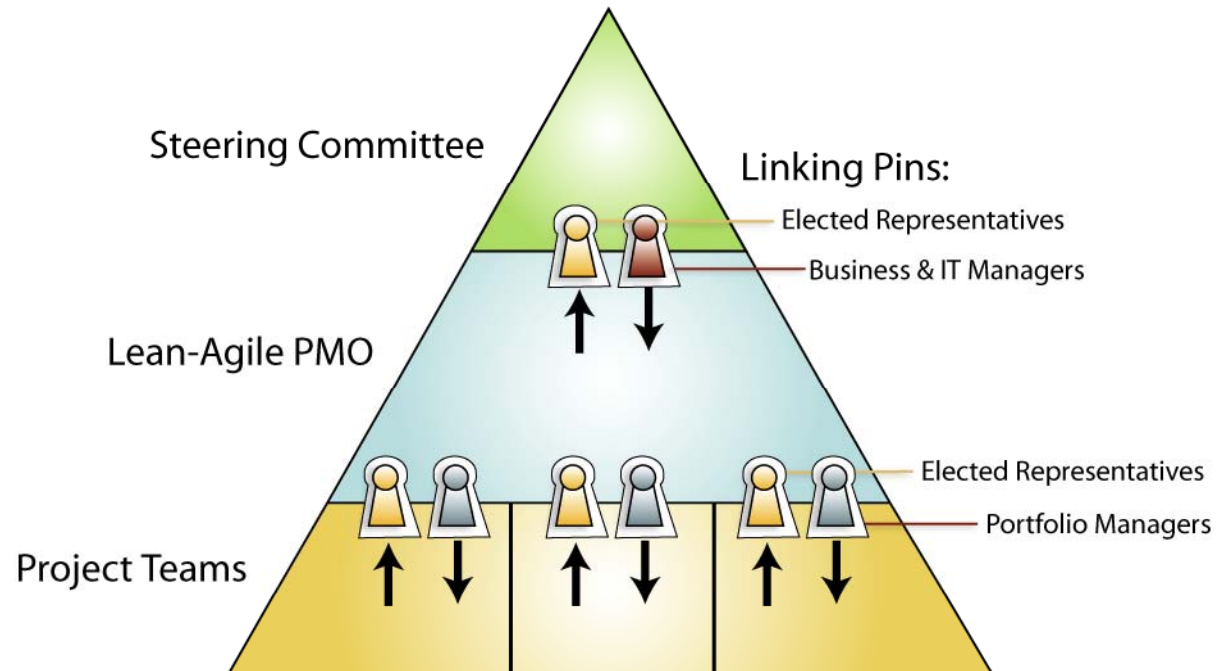 Steering Committee
Linking Pins:
Elected Representatives
Business & IT Managers
Lean-Agile PMO
Elected Representatives
Portfolio Managers
Project Teams